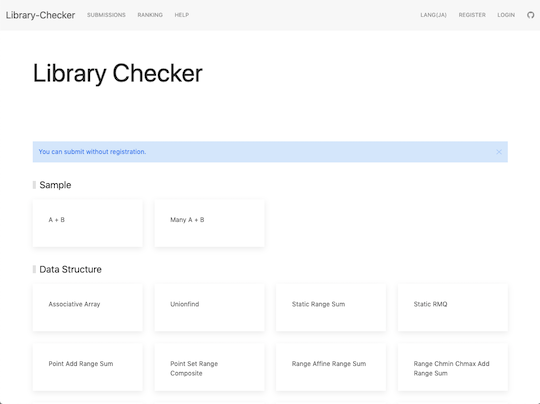 Library-Checker SUBMISSIONS RANKING HELP LANG(JA) REGISTER LOGIN
Library Checker
You can submit without registration.
Sample
A + B
Many A + B
Data Structure
Associative Array
Unionfind
Static Range Sum
Static RMQ
Point Add Range Sum
Point Set Range
Composite
Range Affine Range Sum
Range Chmin Chmax Add
Range Sum